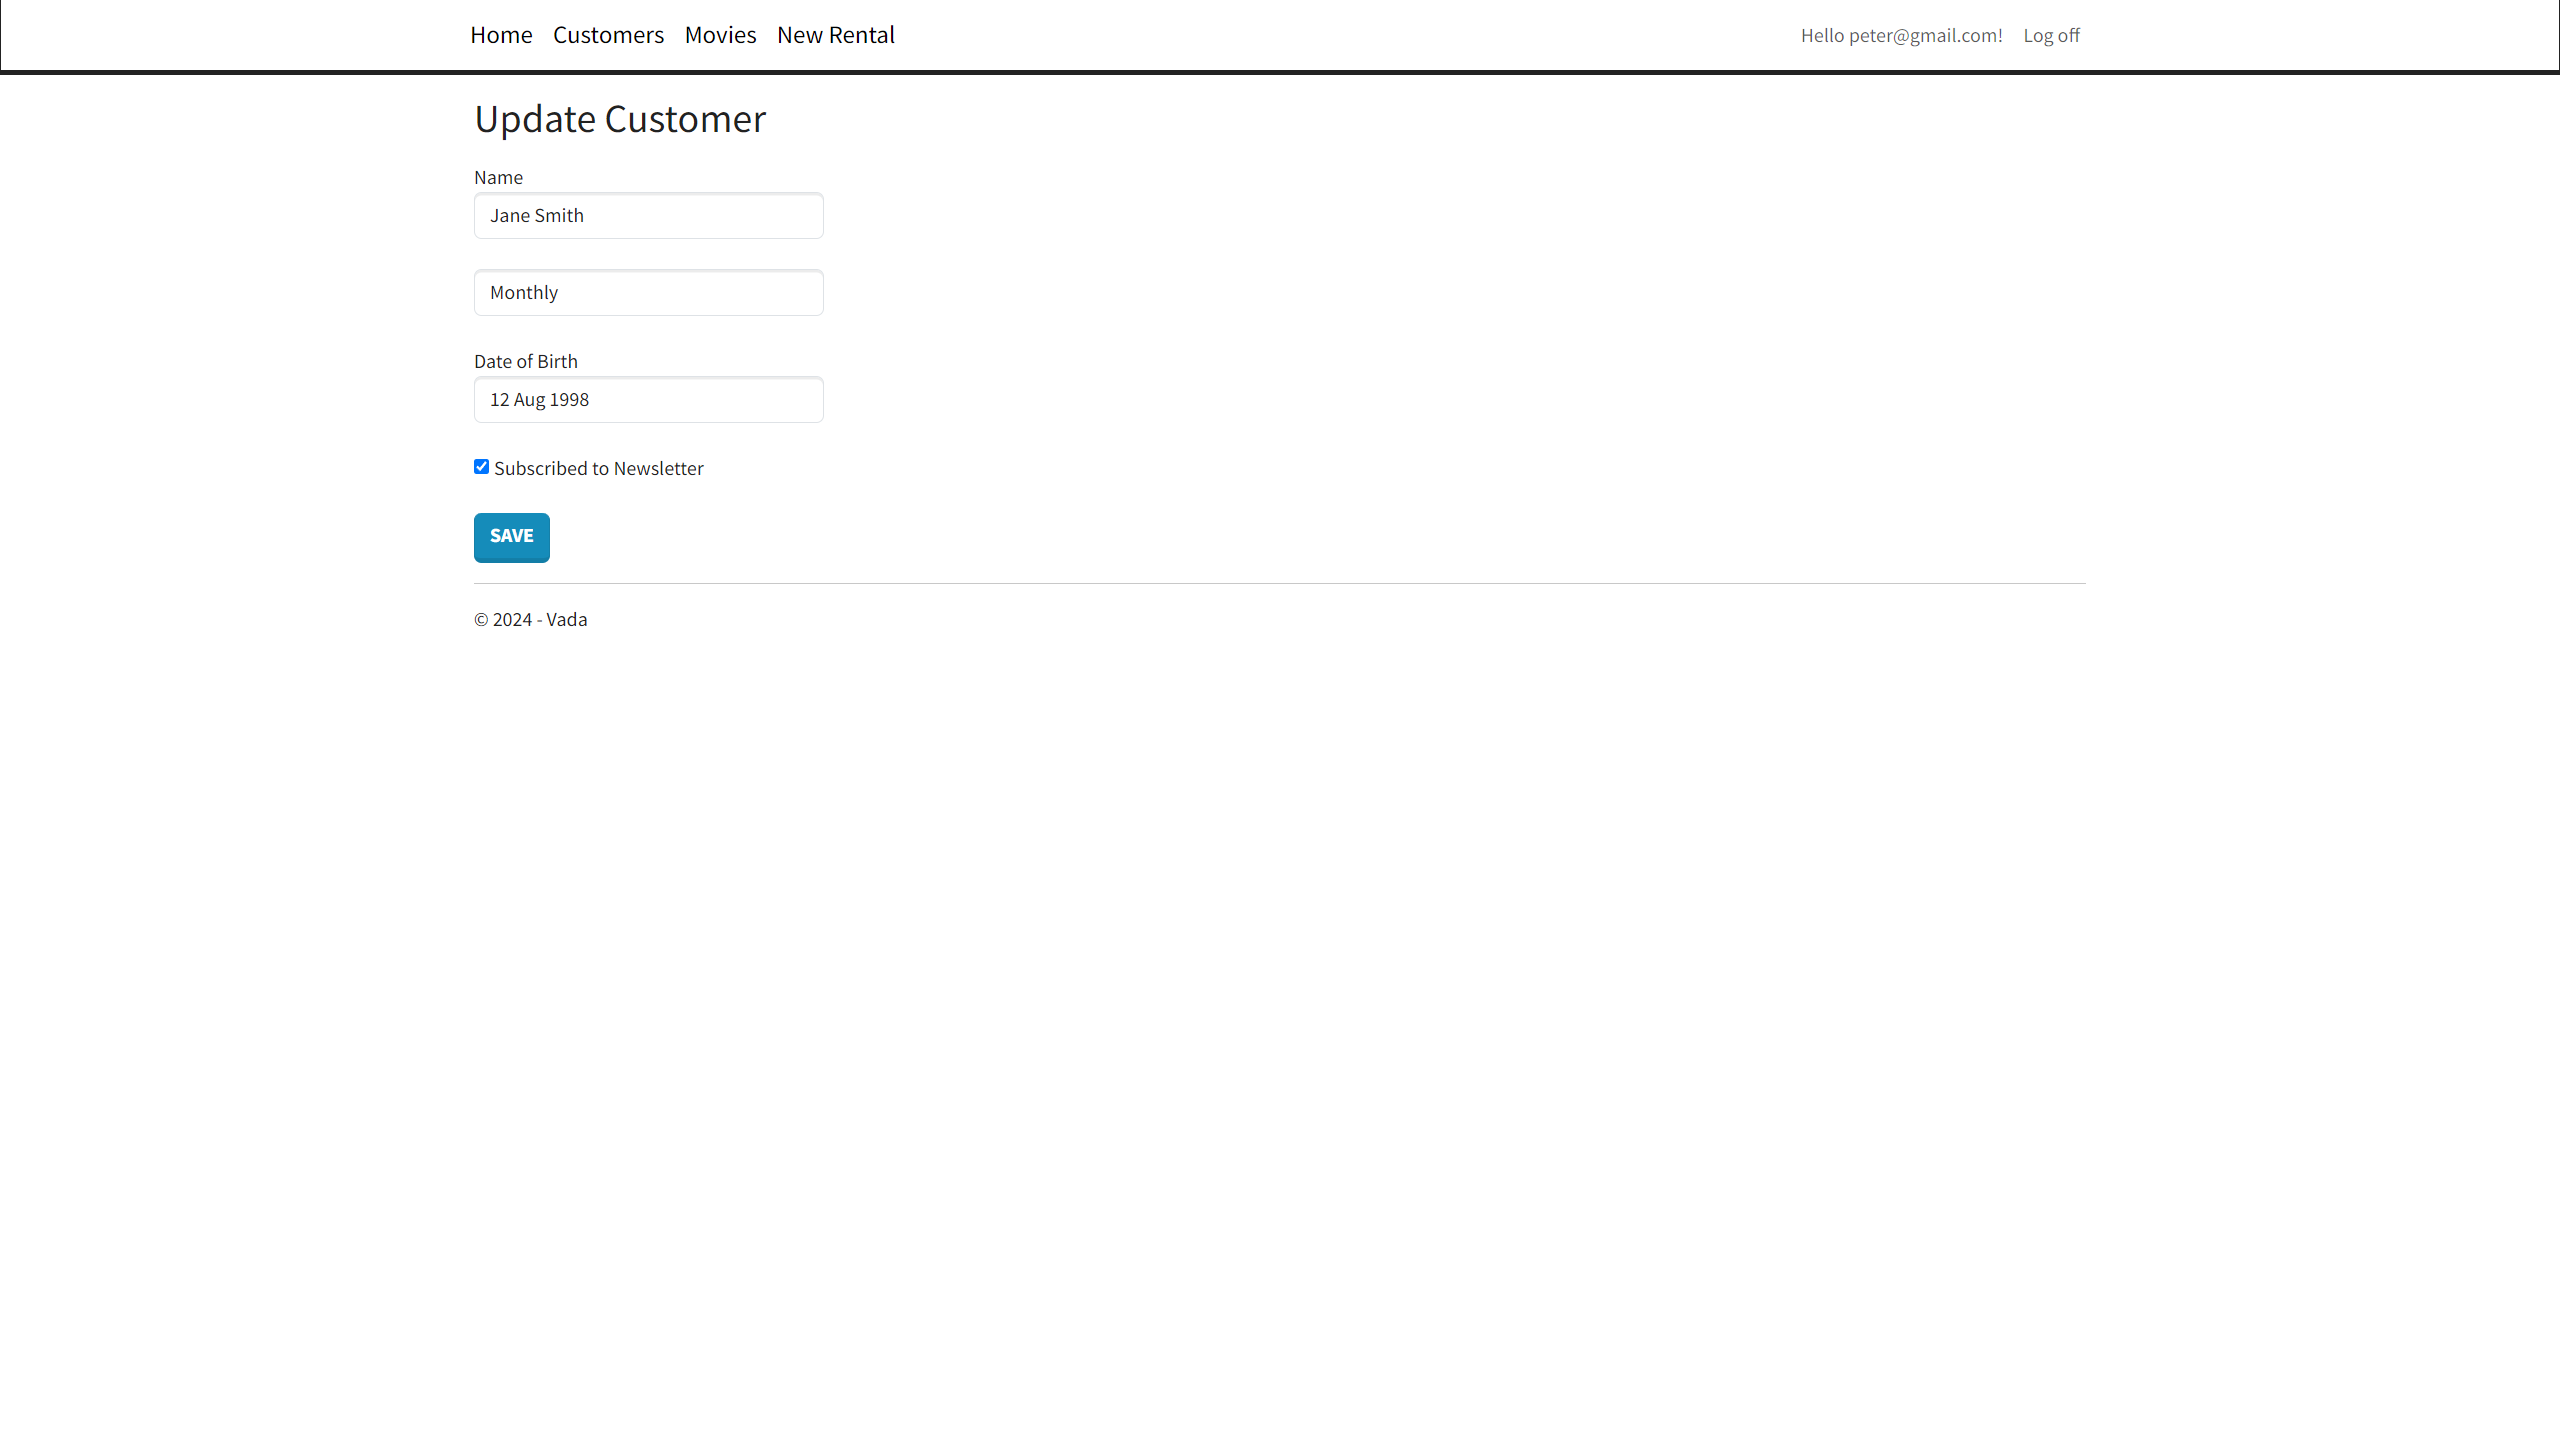 Home Customers Movies New Rental Hello peter@gmail.com! Log off
Update Customer
Name
Jane Smith
Monthly
Date of Birth
12 Aug 1998
Subscribed to Newsletter
SAVE
© 2024 - Vada